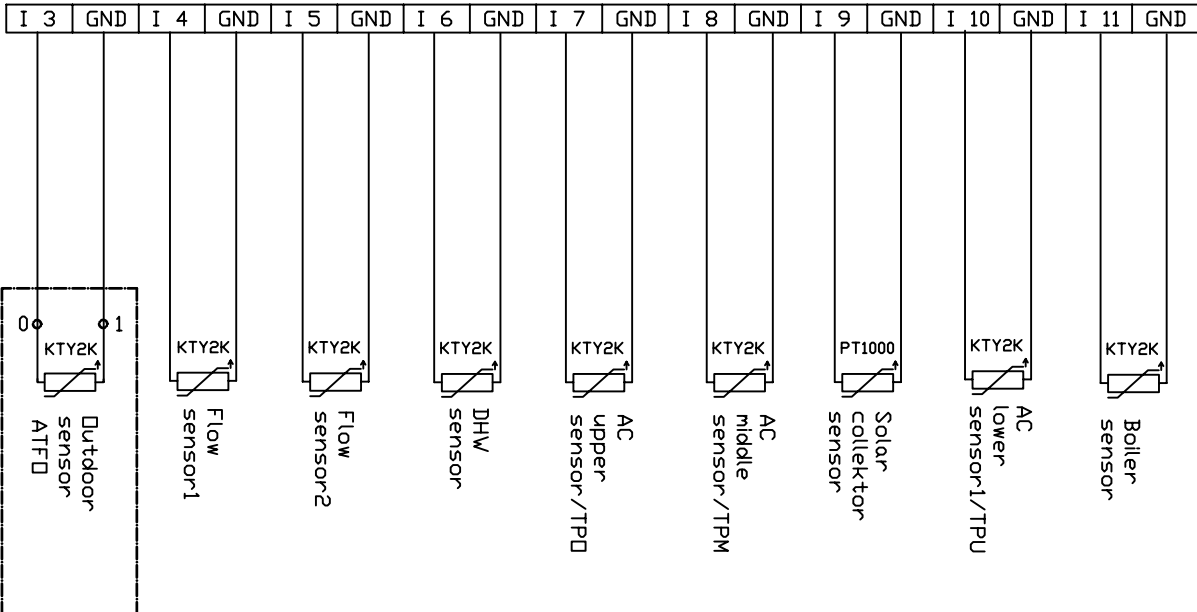 I 3 GND I 4 GND I 5 GND I 6 GND I 7 GND I 8 GND I 9 GND I 10 GND I 11 GND
0 1
KTY2K KTY2K KTY2K KTY2K KTY2K KTY2K PT1000 KTY2K KTY2K
Outdoor
sensor
ATFO
Flow
sensor1
Flow
sensor2
DHW
sensor
AC
upper
sensor/TPO
AC
middle
sensor/TPM
Solar
collektor
sensor
AC
lower
sensor1/TPU
Boiler
sensor